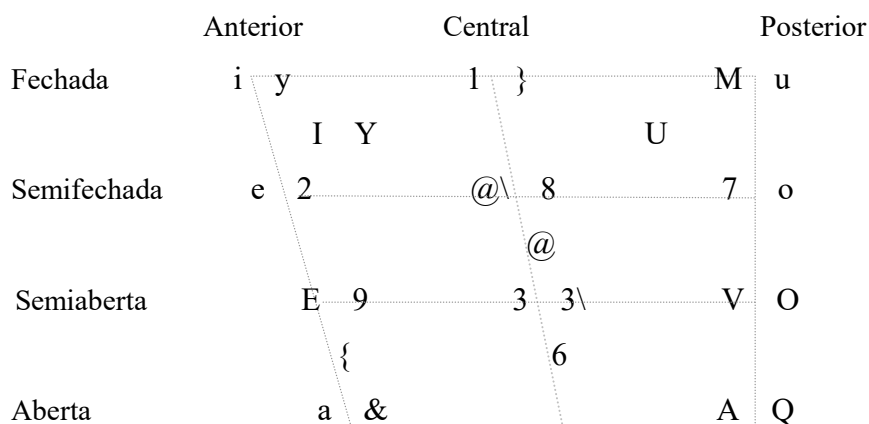 Anterior Central Posterior
Fechada i y 1 } M u
I Y U
Semifechada e 2 @\ 8 7 o
@
Semiaberta E 9 3 3\ V O
{ 6
Aberta a & A Q